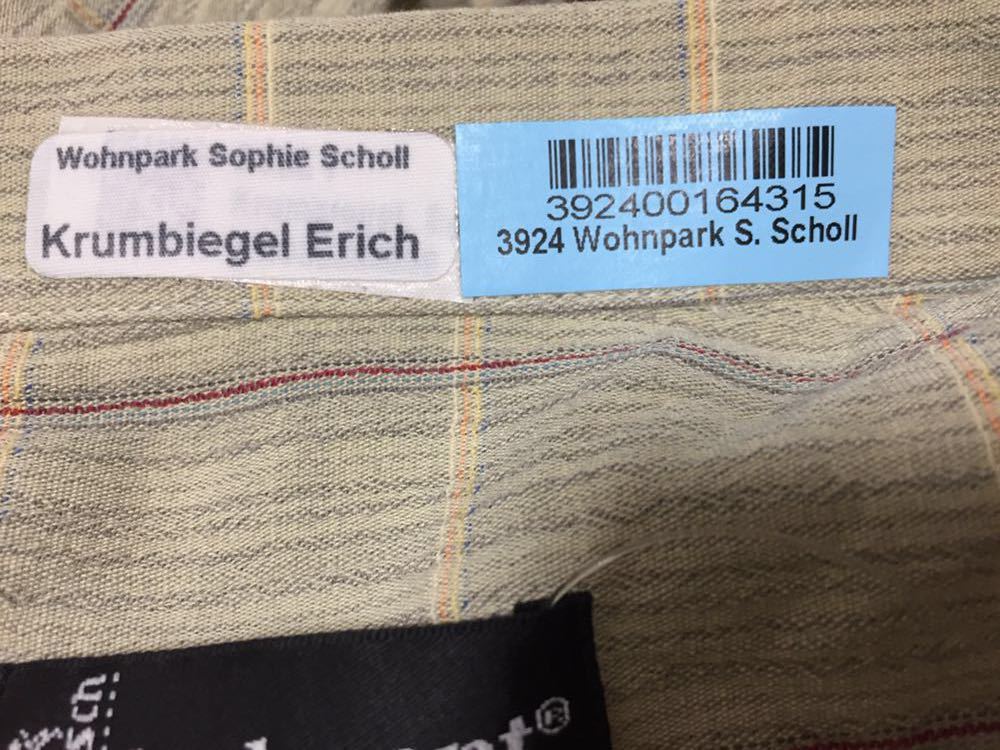 Wohnpark Sophie Scholl
Krumbiegel Erich
392400164315
3924 Wohnpark S. Scholl